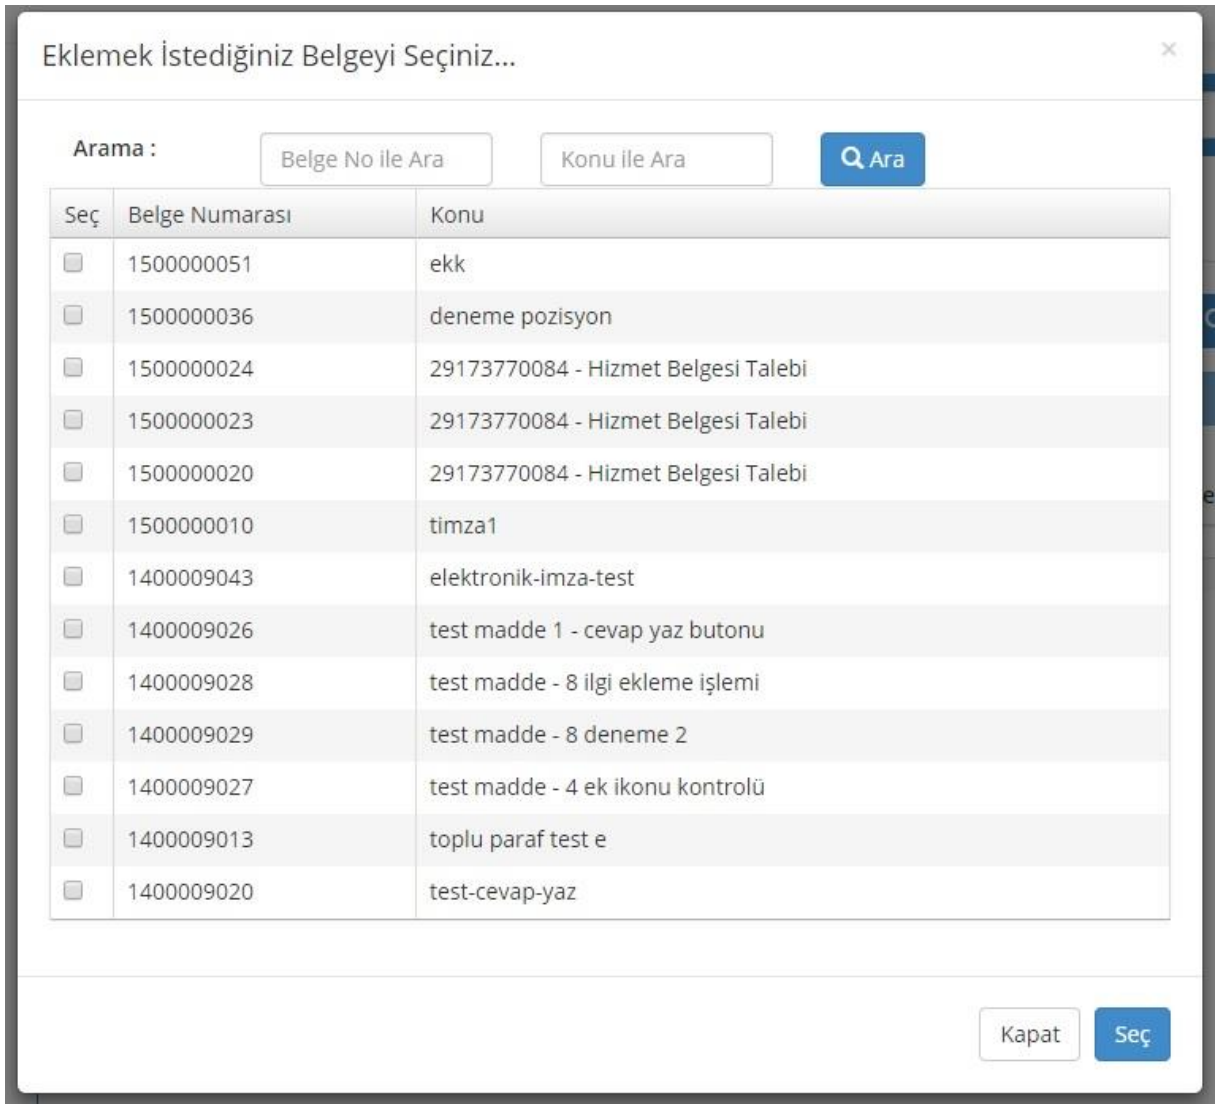 Eklemek İstediğiniz Belgeyi Seçiniz...
×
Arama :
Belge No ile Ara
Konu ile Ara
Ara
Seç Belge Numarası Konu
1500000051 ekk
1500000036 deneme pozisyon
1500000024 29173770084 - Hizmet Belgesi Talebi
1500000023 29173770084 - Hizmet Belgesi Talebi
1500000020 29173770084 - Hizmet Belgesi Talebi
1500000010 timza1
1400009043 elektronik-imza-test
1400009026 test madde 1 - cevap yaz butonu
1400009028 test madde - 8 ilgi ekleme işlemi
1400009029 test madde - 8 deneme 2
1400009027 test madde - 4 ek ikonu kontrolü
1400009013 toplu paraf test e
1400009020 test-cevap-yaz
Kapat
Seç